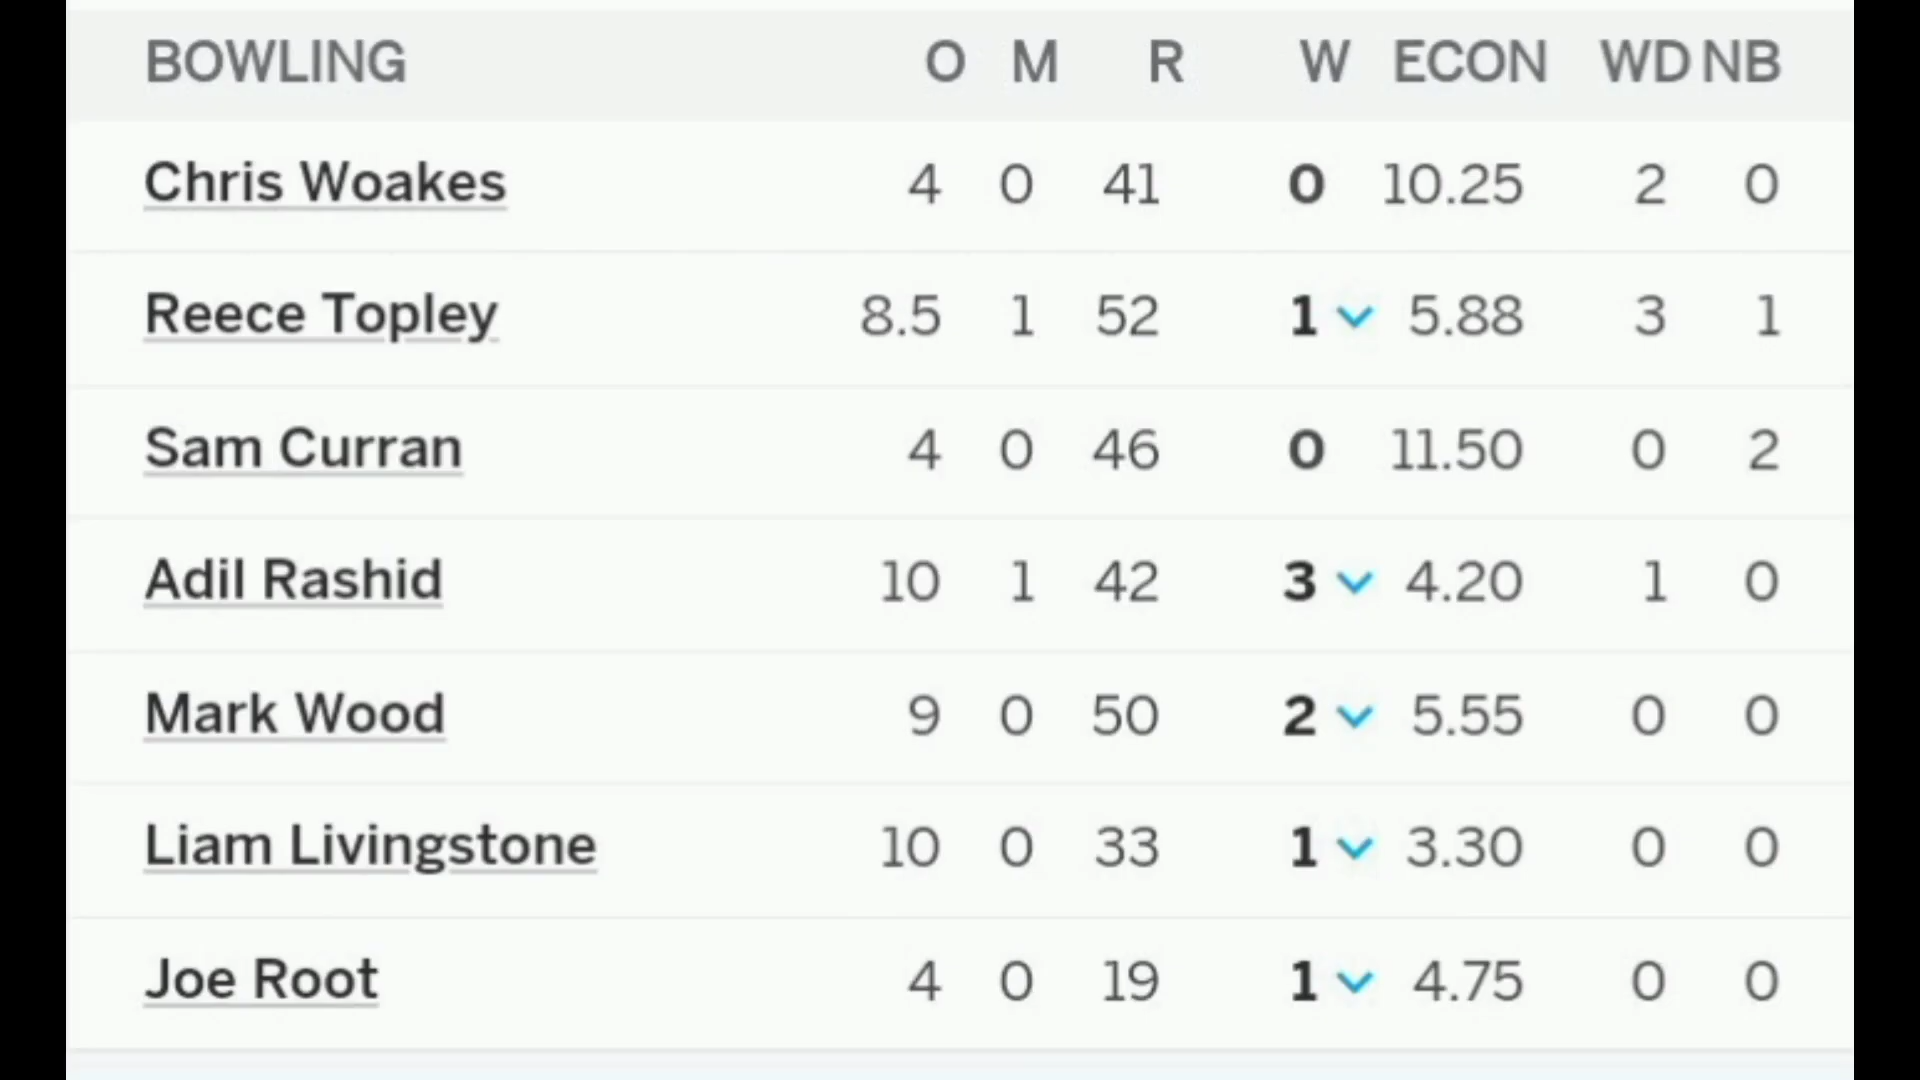 BOWLING O M R W ECON WD NB
Chris Woakes 4 0 41 0 10.25 2 0
Reece Topley 8.5 1 52 1 5.88 3 1
Sam Curran 4 0 46 0 11.50 0 2
Adil Rashid 10 1 42 3 4.20 1 0
Mark Wood 9 0 50 2 5.55 0 0
Liam Livingstone 10 0 33 1 3.30 0 0
Joe Root 4 0 19 1 4.75 0 0